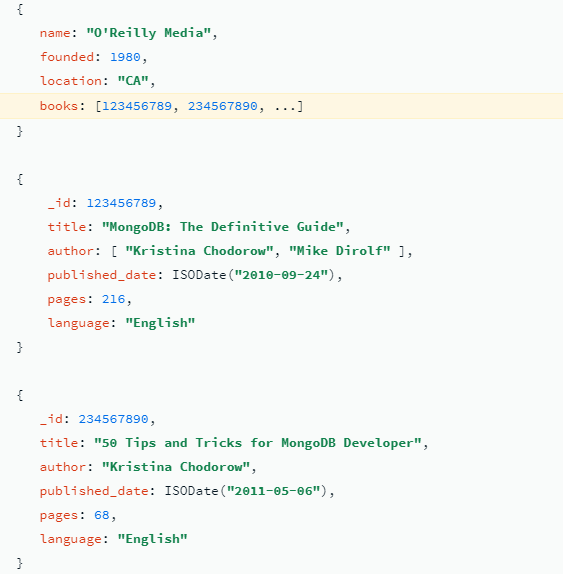 {
name: "O'Reilly Media",
founded: 1980,
location: "CA",
books: [123456789, 234567890, ...]
}
{
_id: 123456789,
title: "MongoDB: The Definitive Guide",
author: [ "Kristina Chodorow", "Mike Dirolf" ],
published_date: ISODate("2010-09-24"),
pages: 216,
language: "English"
}
{
_id: 234567890,
title: "50 Tips and Tricks for MongoDB Developer",
author: "Kristina Chodorow",
published_date: ISODate("2011-05-06"),
pages: 68,
language: "English"
}